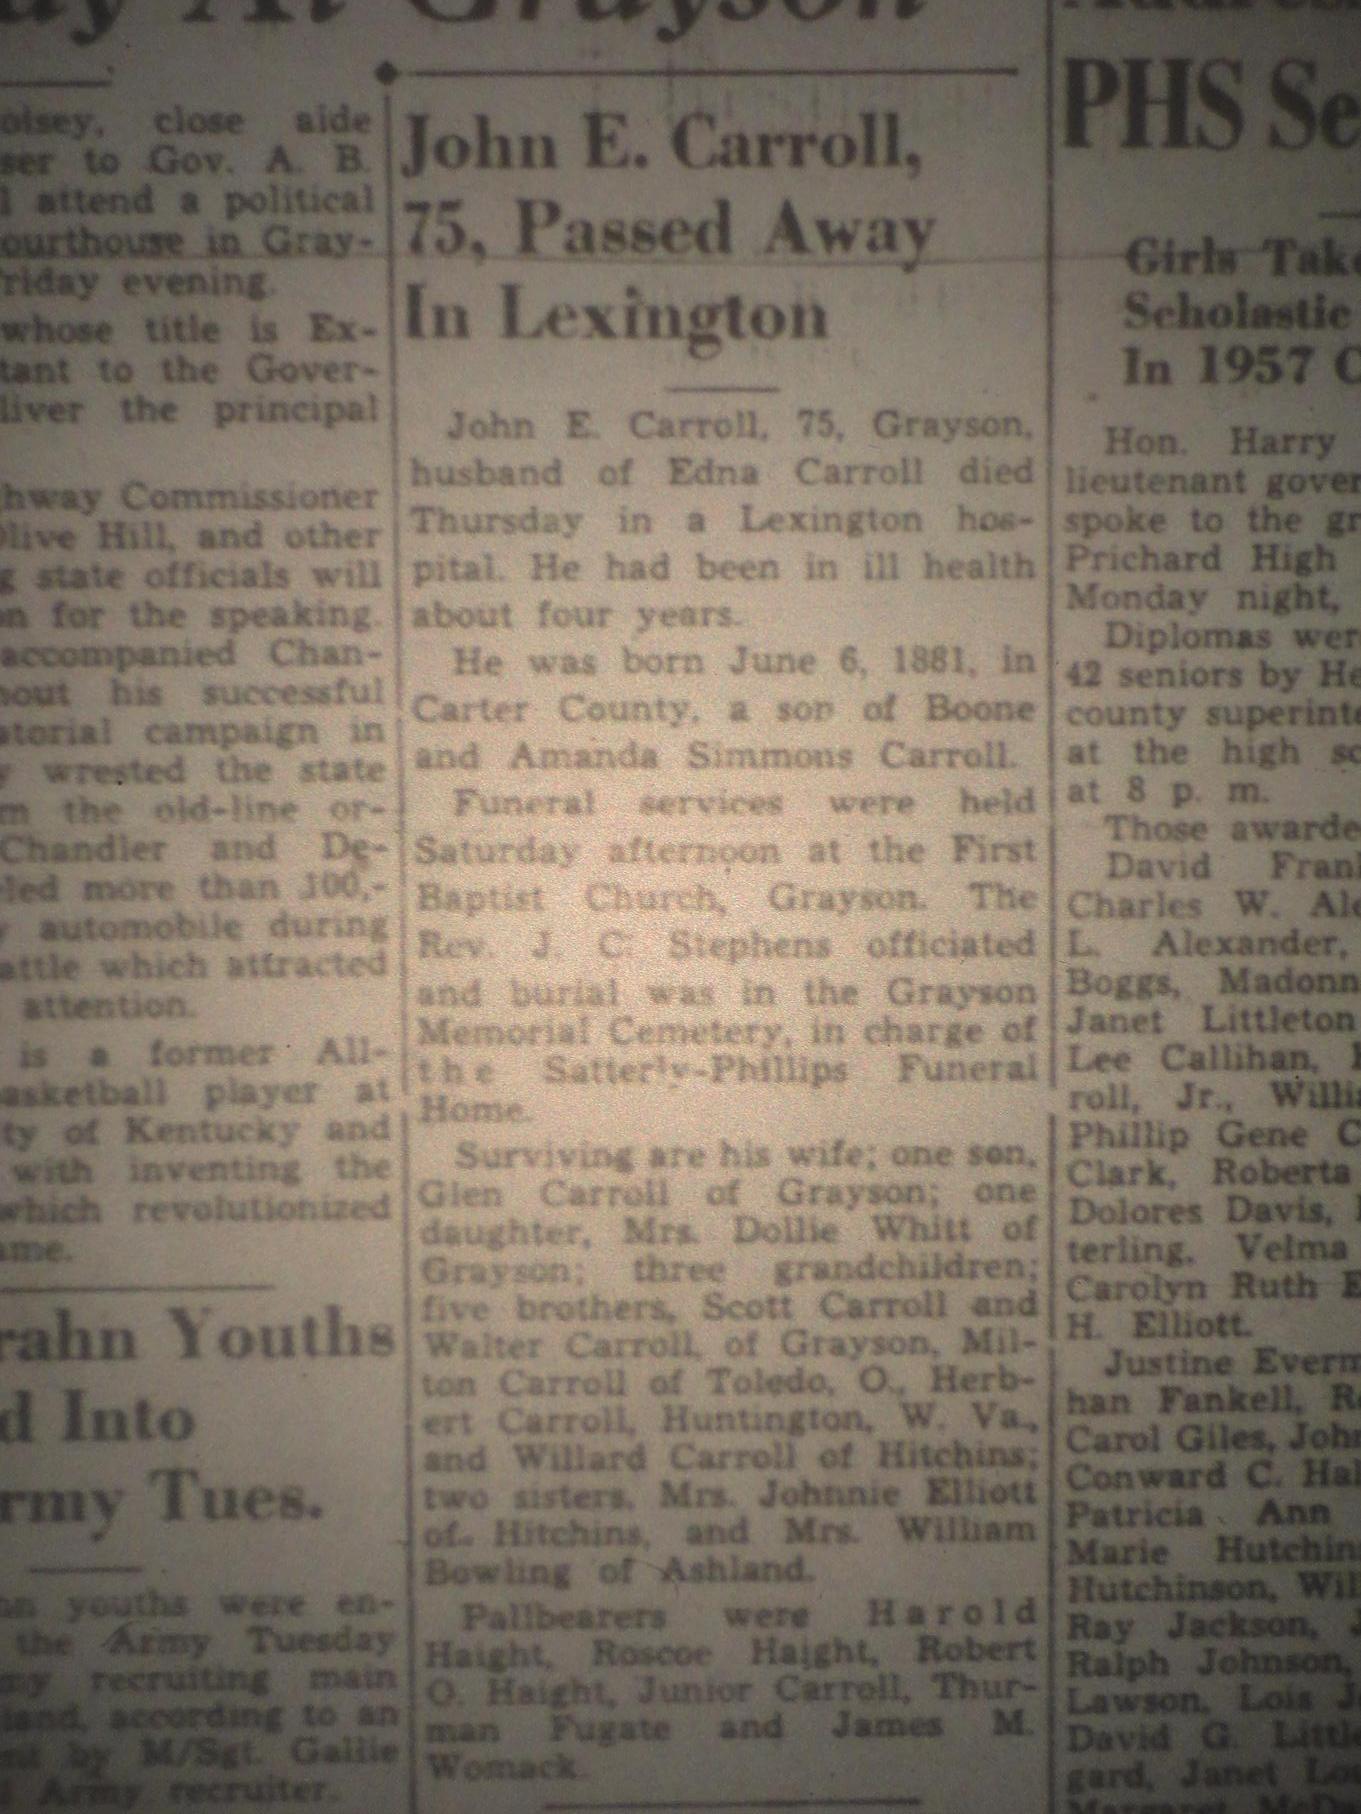 ay At Grayson
oisey, close aide
ser to Gov. A. B.
l attend a political
ourthouse in Gray-
riday evening.
whose title is Ex-
tant to the Gover-
liver the principal
hway Commissioner
Olive Hill, and other
g state officials will
on for the speaking.
accompanied Chan-
hout his successful
atorial campaign in
y wrested the state
m the old-line or-
Chandler and De-
led more than 100,-
y automobile during
attle which attracted
attention.
is a former All-
asketball player at
ty of Kentucky and
with inventing the
which revolutionized
ame.
rahn Youths
d Into
rmy Tues.
hn youths were en-
the Army Tuesday
my recruiting main
land, according to an
nt by M/Sgt. Gallie
Army recruiter.
John E. Carroll,
75, Passed Away
In Lexington
John E. Carroll, 75, Grayson,
husband of Edna Carroll died
Thursday in a Lexington hos-
pital. He had been in ill health
about four years.
He was born June 6, 1881, in
Carter County, a son of Boone
and Amanda Simmons Carroll.
Funeral services were held
Saturday afternoon at the First
Baptist Church, Grayson. The
Rev. J. C. Stephens officiated
and burial was in the Grayson
Memorial Cemetery, in charge of
the Satterly-Phillips Funeral
Home.
Surviving are his wife; one son,
Glen Carroll of Grayson; one
daughter, Mrs. Dollie Whitt of
Grayson; three grandchildren;
five brothers, Scott Carroll and
Walter Carroll, of Grayson, Mil-
ton Carroll of Toledo, O., Herb-
ert Carroll, Huntington, W. Va.,
and Willard Carroll of Hitchins;
two sisters, Mrs. Johnnie Elliott
of Hitchins, and Mrs. William
Bowling of Ashland.
Pallbearers were Harold
Haight, Roscoe Haight, Robert
O. Haight, Junior Carroll, Thur-
man Fugate and James M.
Womack.
PHS Se
Girls Take
Scholastic
In 1957 C
Hon. Harry
lieutenant gover
spoke to the gr
Prichard High
Monday night,
Diplomas wer
42 seniors by He
county superinte
at the high sc
at 8 p. m.
Those awarde
David Frank
Charles W. Ale
L. Alexander,
Boggs, Madonn
Janet Littleton
Lee Callihan,
roll, Jr., Willia
Phillip Gene C
Clark, Roberta
Dolores Davis,
terling, Velma
Carolyn Ruth E
H. Elliott.
Justine Everm
han Fankell, Ro
Carol Giles, John
Conward C. Hal
Patricia Ann
Marie Hutchin
Hutchinson, Will
Ray Jackson, J
Ralph Johnson,
Lawson, Lois J
David G. Little
gard, Janet Lo